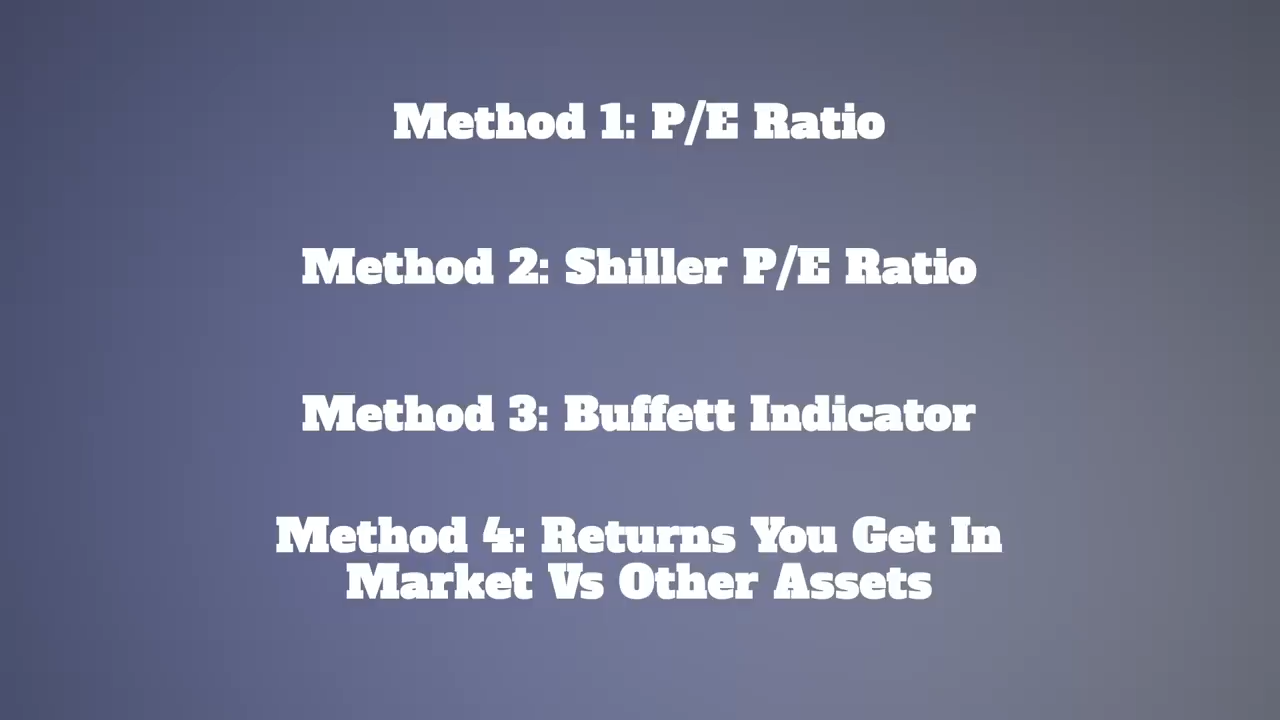 Method 1: P/E Ratio
Method 2: Shiller P/E Ratio
Method 3: Buffett Indicator
Method 4: Returns You Get In
Market Vs Other Assets